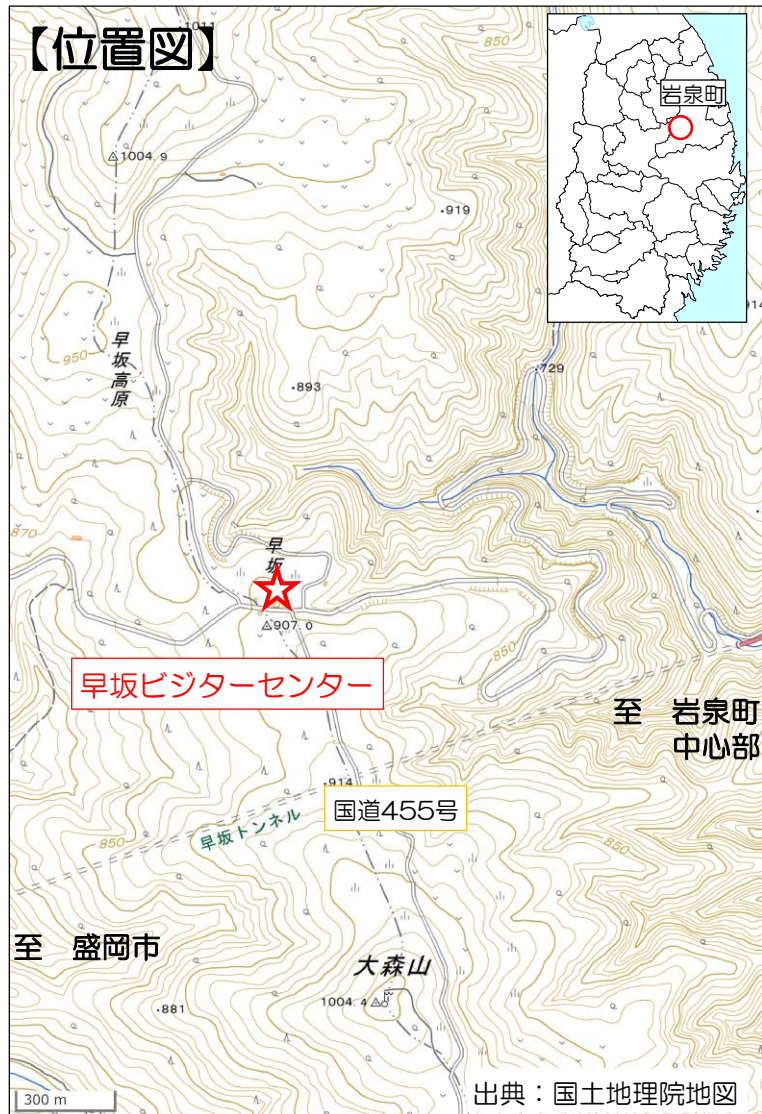 【位置図】
1011
850
岩泉町
1004.9
919
914
早坂高原
950
729
893
870
早坂
907.0
850
早坂ビジターセンター
至 岩泉町
中心部
914
国道455号
早坂トンネル
850
850
至 盛岡市
大森山
1004.4
881
300 m
出典：国土地理院地図